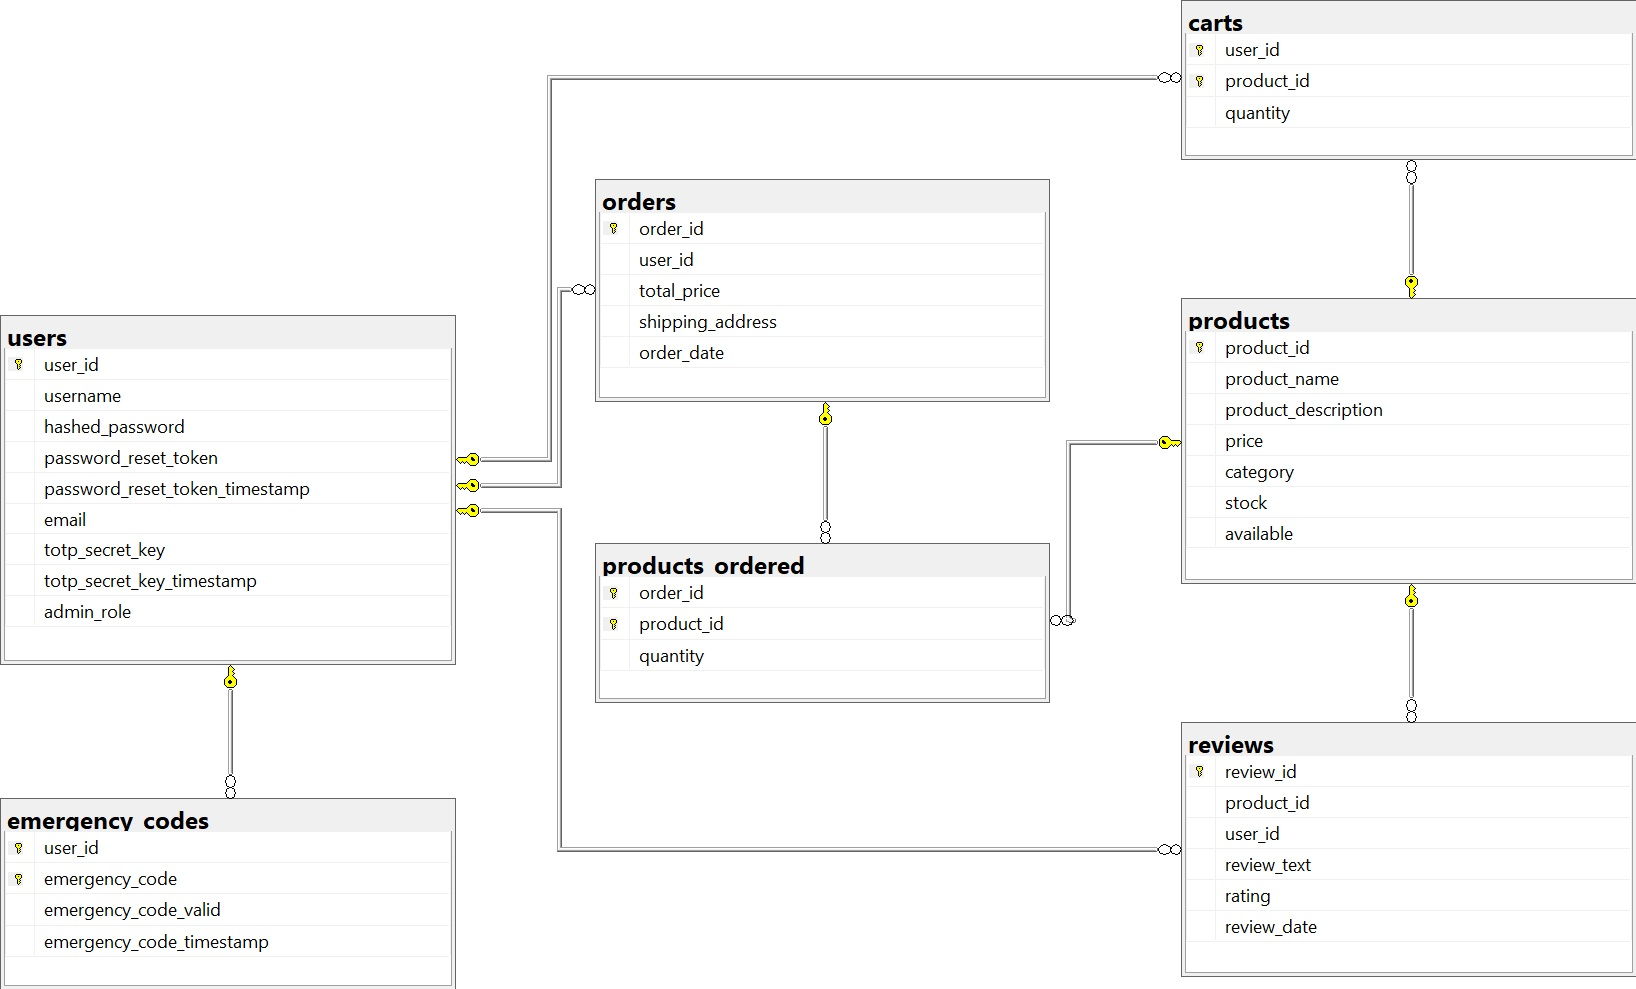 carts
user_id
product_id
quantity
orders
order_id
user_id
total_price
shipping_address
order_date
users
user_id
username
hashed_password
password_reset_token
password_reset_token_timestamp
email
totp_secret_key
totp_secret_key_timestamp
admin_role
products
product_id
product_name
product_description
price
category
stock
available
products_ordered
order_id
product_id
quantity
reviews
review_id
product_id
user_id
review_text
rating
review_date
emergency_codes
user_id
emergency_code
emergency_code_valid
emergency_code_timestamp